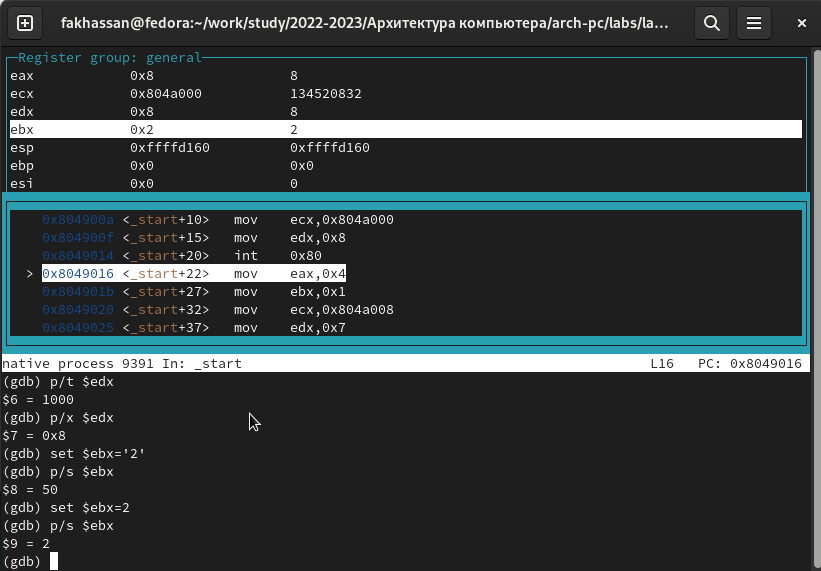 fakhassan@fedora:~/work/study/2022-2023/Архитектура компьютера/arch-pc/labs/la...
Register group: general
eax 0x8 8
ecx 0x804a000 134520832
edx 0x8 8
ebx 0x2 2
esp 0xffffd160 0xffffd160
ebp 0x0 0x0
esi 0x0 0
0x804900a <_start+10> mov ecx,0x804a000
0x804900f <_start+15> mov edx,0x8
0x8049014 <_start+20> int 0x80
> 0x8049016 <_start+22> mov eax,0x4
0x804901b <_start+27> mov ebx,0x1
0x8049020 <_start+32> mov ecx,0x804a008
0x8049025 <_start+37> mov edx,0x7
native process 9391 In: _start L16 PC: 0x8049016
(gdb) p/t $edx
$6 = 1000
(gdb) p/x $edx
$7 = 0x8
(gdb) set $ebx='2'
(gdb) p/s $ebx
$8 = 50
(gdb) set $ebx=2
(gdb) p/s $ebx
$9 = 2
(gdb)